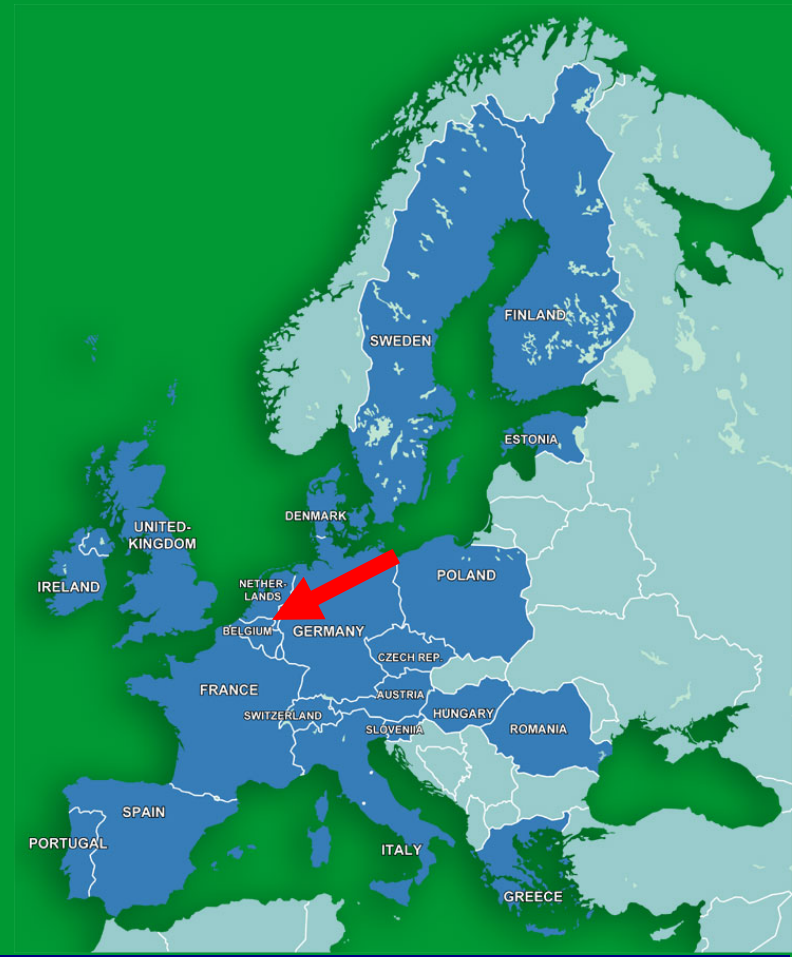 FINLAND
SWEDEN
ESTONIA
DENMARK
UNITED-
KINGDOM
IRELAND
NETHER-
LANDS
POLAND
BELGIUM
GERMANY
CZECH REP.
FRANCE
AUSTRIA
SWITZERLAND
HUNGARY
SLOVENIIA
ROMANIA
SPAIN
PORTUGAL
ITALY
GREECE